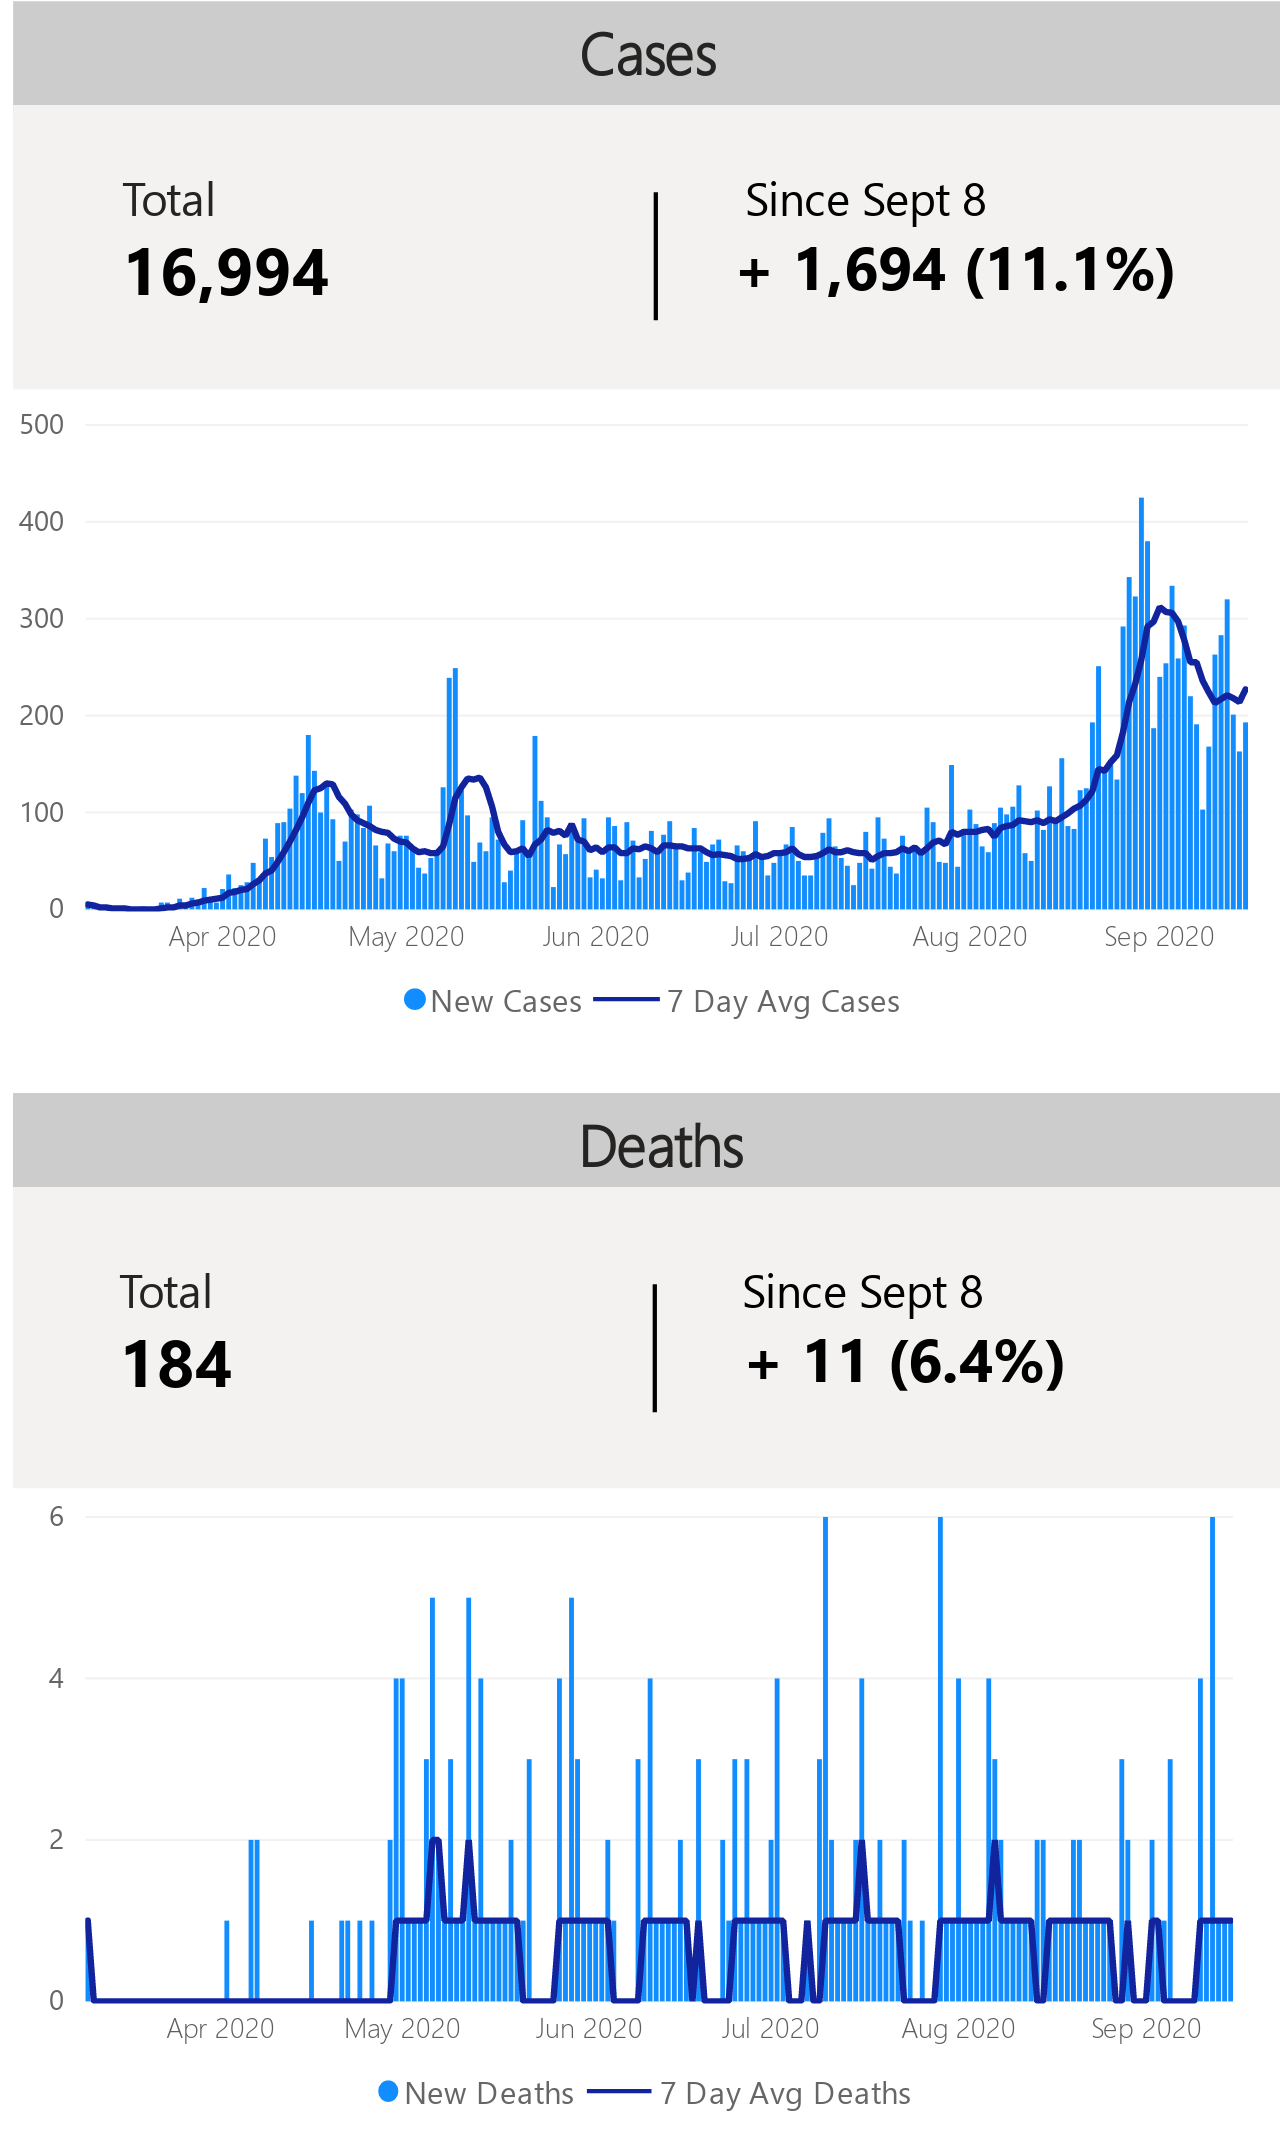 Cases
Total
Since Sept 8
16,994
+ 1,694 (11.1%)
500
400
300
200
100
0
Apr 2020 May 2020 Jun 2020 Jul 2020 Aug 2020 Sep 2020
New Cases 7 Day Avg Cases
Deaths
Total
Since Sept 8
184
+ 11 (6.4%)
6
4
2
0
Apr 2020 May 2020 Jun 2020 Jul 2020 Aug 2020 Sep 2020
New Deaths 7 Day Avg Deaths